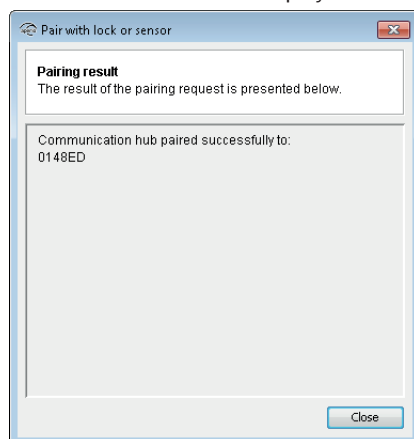 Pair with lock or sensor
Pairing result
The result of the pairing request is presented below.
Communication hub paired successfully to:
0148ED
Close